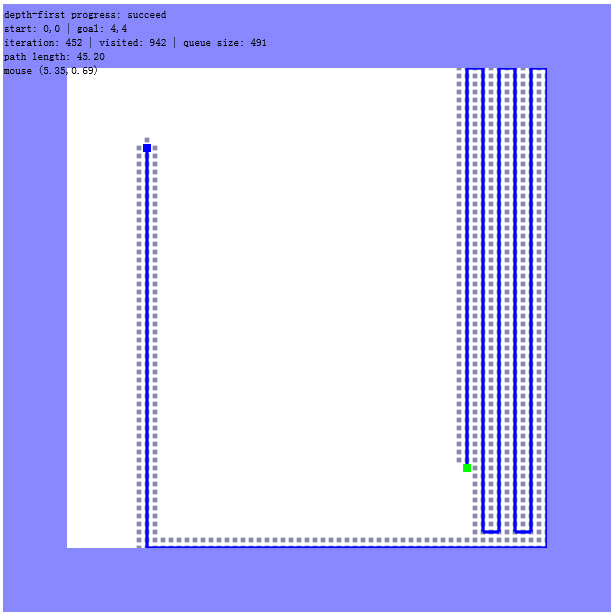 depth-first progress: succeed
start: 0,0 | goal: 4,4
iteration: 452 | visited: 942 | queue size: 491
path length: 45.20
mouse (5.35,0.69)